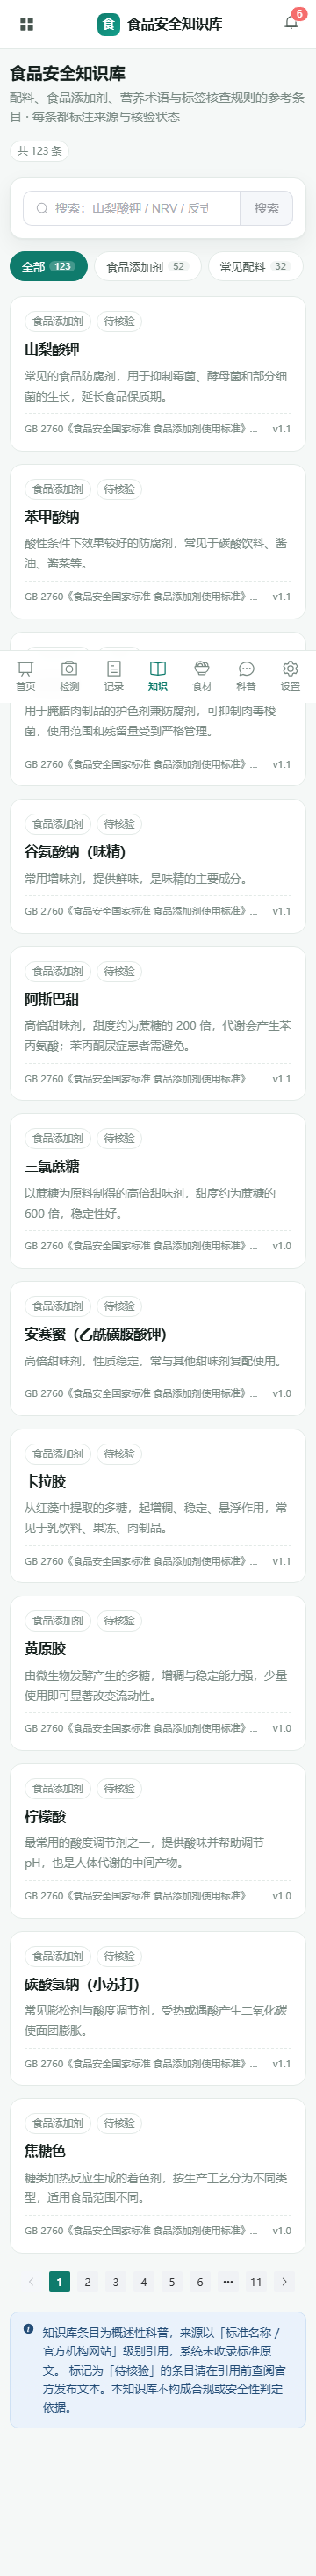 食 食品安全知识库
6
食品安全知识库
配料、食品添加剂、营养术语与标签核查规则的参考条
目 · 每条都标注来源与核验状态
共 123 条
搜索：山梨酸钾 / NRV / 反式
搜索
全部 123
食品添加剂 52
常见配料 32
食品添加剂 待核验
山梨酸钾
常见的食品防腐剂，用于抑制霉菌、酵母菌和部分细
菌的生长，延长食品保质期。
GB 2760《食品安全国家标准 食品添加剂使用标准》... v1.1
食品添加剂 待核验
苯甲酸钠
酸性条件下效果较好的防腐剂，常见于碳酸饮料、酱
油、酱菜等。
GB 2760《食品安全国家标准 食品添加剂使用标准》... v1.1
首页 检测 记录 知识 食材 科普 设置
用于腌腊肉制品的护色剂兼防腐剂，可抑制肉毒梭
菌，使用范围和残留量受到严格管理。
GB 2760《食品安全国家标准 食品添加剂使用标准》... v1.1
食品添加剂 待核验
谷氨酸钠（味精）
常用增味剂，提供鲜味，是味精的主要成分。
GB 2760《食品安全国家标准 食品添加剂使用标准》... v1.1
食品添加剂 待核验
阿斯巴甜
高倍甜味剂，甜度约为蔗糖的 200 倍，代谢会产生苯
丙氨酸；苯丙酮尿症患者需避免。
GB 2760《食品安全国家标准 食品添加剂使用标准》... v1.1
食品添加剂 待核验
三氯蔗糖
以蔗糖为原料制得的高倍甜味剂，甜度约为蔗糖的
600 倍，稳定性好。
GB 2760《食品安全国家标准 食品添加剂使用标准》... v1.0
食品添加剂 待核验
安赛蜜（乙酰磺胺酸钾）
高倍甜味剂，性质稳定，常与其他甜味剂复配使用。
GB 2760《食品安全国家标准 食品添加剂使用标准》... v1.0
食品添加剂 待核验
卡拉胶
从红藻中提取的多糖，起增稠、稳定、悬浮作用，常
见于乳饮料、果冻、肉制品。
GB 2760《食品安全国家标准 食品添加剂使用标准》... v1.1
食品添加剂 待核验
黄原胶
由微生物发酵产生的多糖，增稠与稳定能力强，少量
使用即可显著改变流动性。
GB 2760《食品安全国家标准 食品添加剂使用标准》... v1.0
食品添加剂 待核验
柠檬酸
最常用的酸度调节剂之一，提供酸味并帮助调节
pH，也是人体代谢的中间产物。
GB 2760《食品安全国家标准 食品添加剂使用标准》... v1.0
食品添加剂 待核验
碳酸氢钠（小苏打）
常见膨松剂与酸度调节剂，受热或遇酸产生二氧化碳
使面团膨胀。
GB 2760《食品安全国家标准 食品添加剂使用标准》... v1.1
食品添加剂 待核验
焦糖色
糖类加热反应生成的着色剂，按生产工艺分为不同类
型，适用食品范围不同。
GB 2760《食品安全国家标准 食品添加剂使用标准》... v1.0
1 2 3 4 5 6 ••• 11
知识库条目为概述性科普，来源以「标准名称 /
官方机构网站」级别引用，系统未收录标准原
文。 标记为「待核验」的条目请在引用前查阅官
方发布文本。本知识库不构成合规或安全性判定
依据。